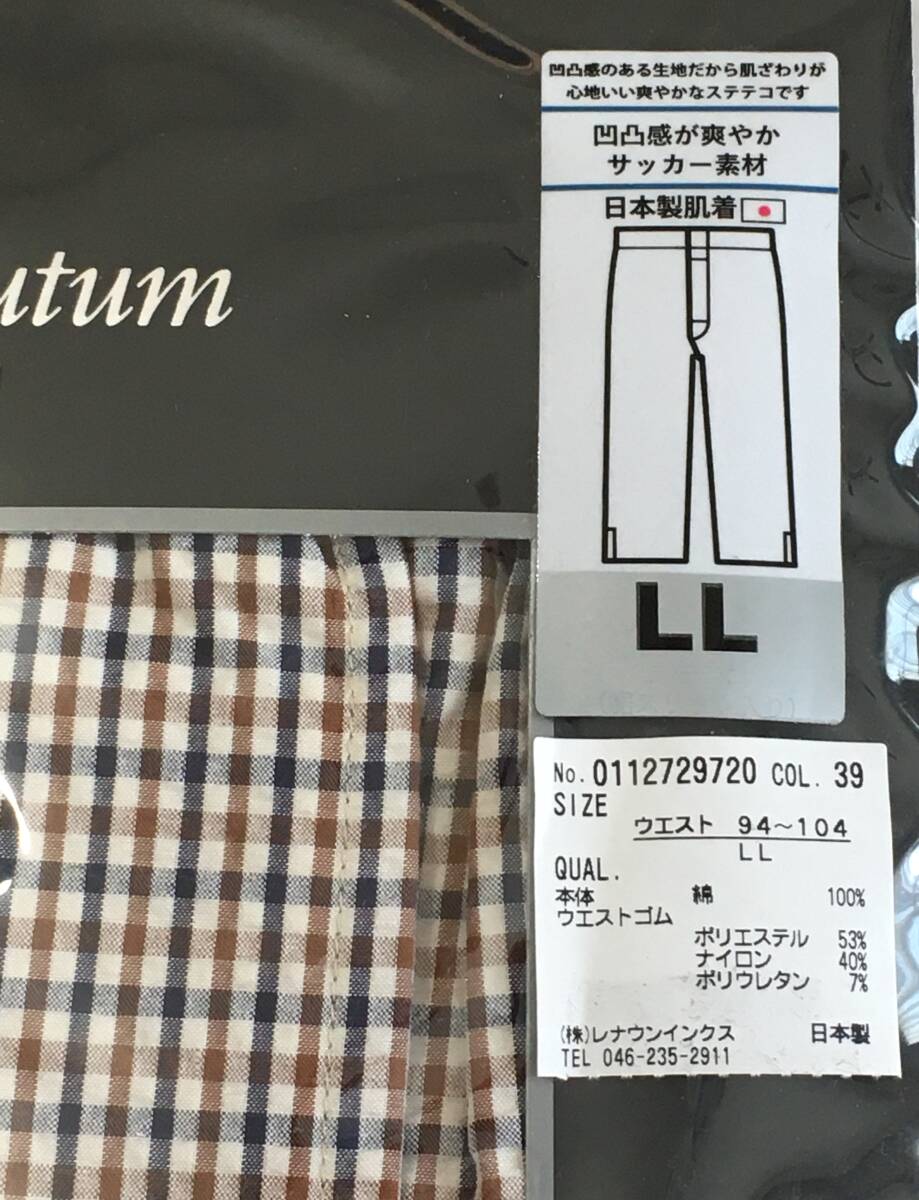 utum
凹凸感のある生地だから肌ざわりが
心地いい爽やかなステテコです
凹凸感が爽やか
サッカー素材
日本製肌着
LL
No. 0112729720 COL. 39
SIZE
ウエスト 94～104
LL
QUAL.
本体 綿 100%
ウエストゴム
ポリエステル 53%
ナイロン 40%
ポリウレタン 7%
(株)レナウンインクス 日本製
TEL 046-235-2911